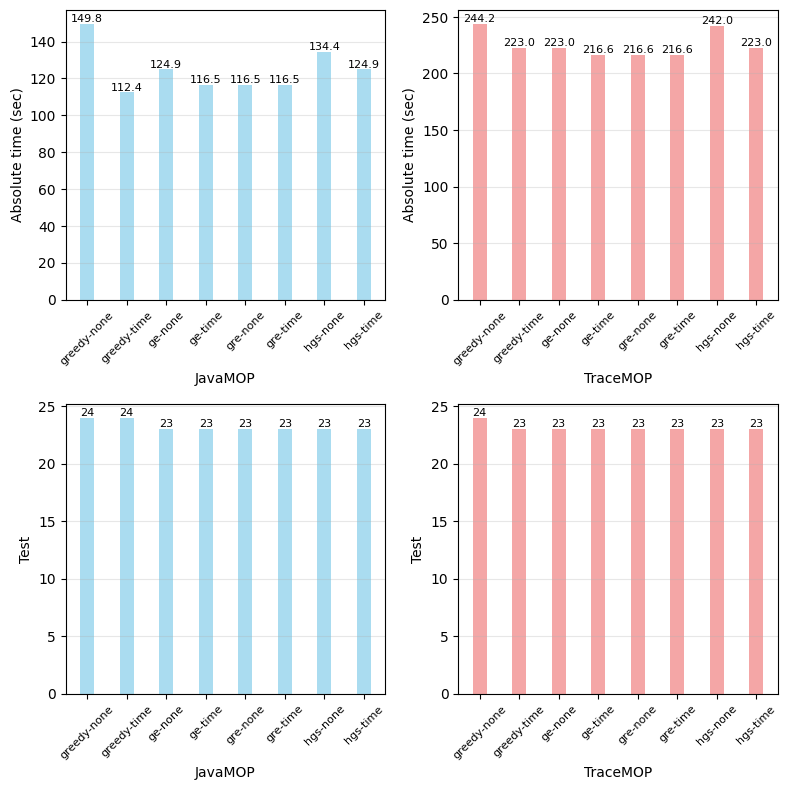 149.8
112.4
124.9
116.5
116.5
116.5
134.4
124.9
140
120
100
80
60
40
20
0
Absolute time (sec)
greedy-none
greedy-time
ge-none
ge-time
gre-none
gre-time
hgs-none
hgs-time
JavaMOP
244.2
223.0
223.0
216.6
216.6
216.6
242.0
223.0
250
200
150
100
50
0
Absolute time (sec)
greedy-none
greedy-time
ge-none
ge-time
gre-none
gre-time
hgs-none
hgs-time
TraceMOP
24
24
23
23
23
23
23
23
25
20
15
10
5
0
Test
greedy-none
greedy-time
ge-none
ge-time
gre-none
gre-time
hgs-none
hgs-time
JavaMOP
24
23
23
23
23
23
23
23
25
20
15
10
5
0
Test
greedy-none
greedy-time
ge-none
ge-time
gre-none
gre-time
hgs-none
hgs-time
TraceMOP